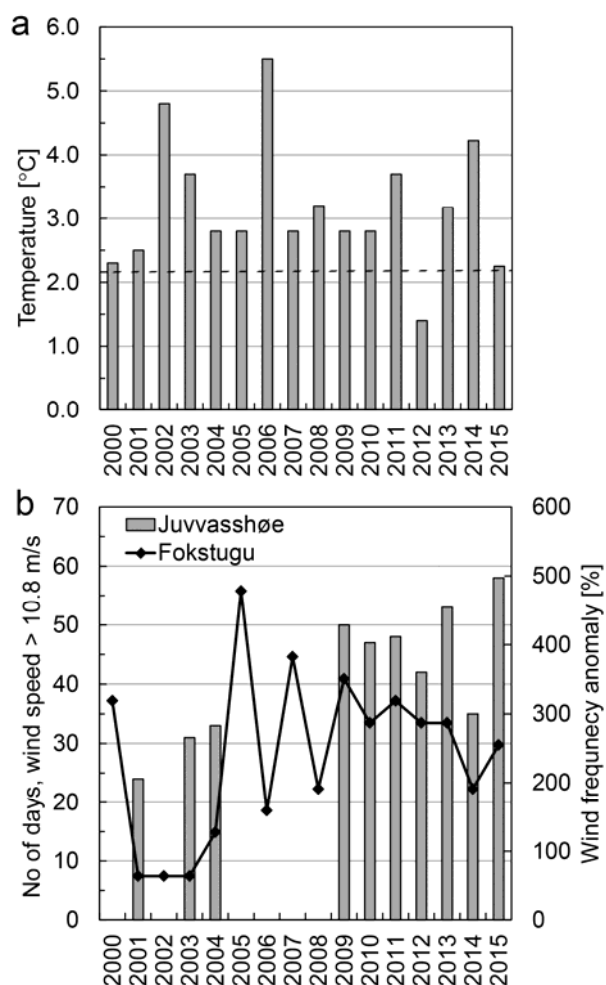 a
Temperature [°C]
6.0
5.0
4.0
3.0
2.0
1.0
0.0
2000 2001 2002 2003 2004 2005 2006 2007 2008 2009 2010 2011 2012 2013 2014 2015
b
No of days, wind speed > 10.8 m/s
70
60
50
40
30
20
10
0
Juvvasshøe
Fokstugu
600
500
400
300
200
100
0
Wind frequnecy anomaly [%]
2000 2001 2002 2003 2004 2005 2006 2007 2008 2009 2010 2011 2012 2013 2014 2015